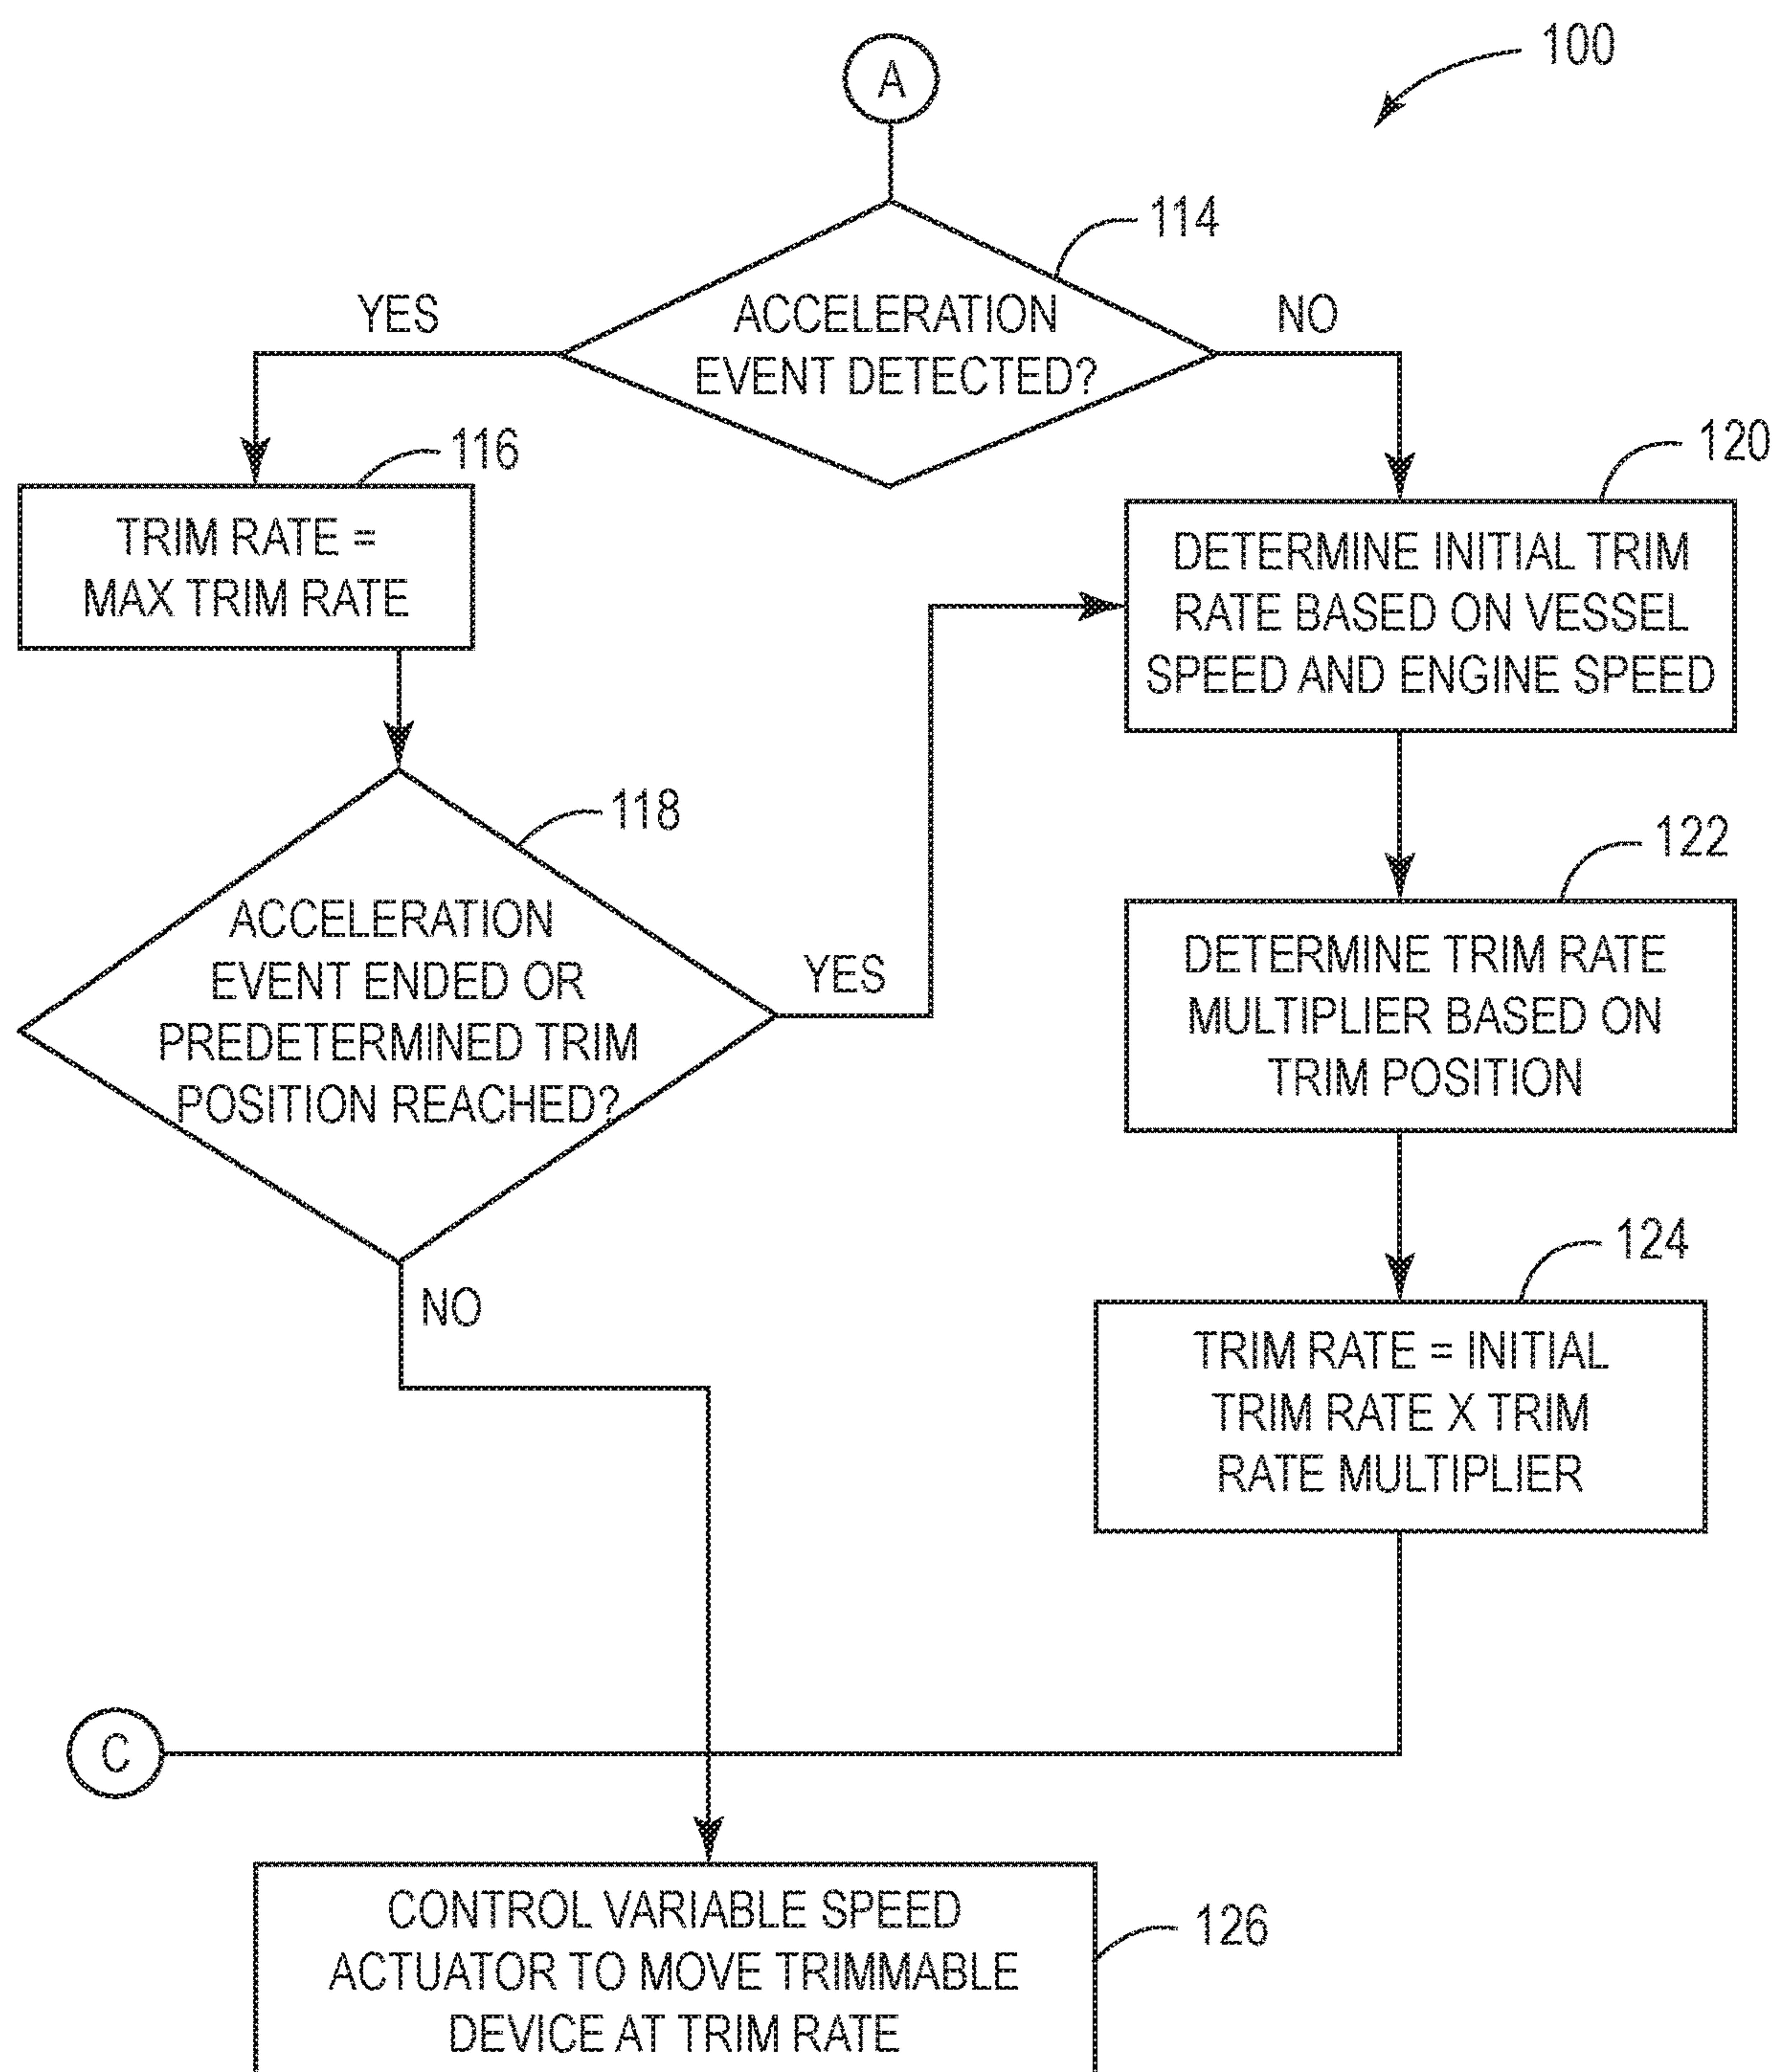 100
A
114
YES
ACCELERATION
EVENT DETECTED?
NO
116
TRIM RATE =
MAX TRIM RATE
120
DETERMINE INITIAL TRIM
RATE BASED ON VESSEL
SPEED AND ENGINE SPEED
118
ACCELERATION
EVENT ENDED OR
PREDETERMINED TRIM
POSITION REACHED?
YES
NO
122
DETERMINE TRIM RATE
MULTIPLIER BASED ON
TRIM POSITION
124
TRIM RATE = INITIAL
TRIM RATE X TRIM
RATE MULTIPLIER
C
CONTROL VARIABLE SPEED
ACTUATOR TO MOVE TRIMMABLE
DEVICE AT TRIM RATE
126